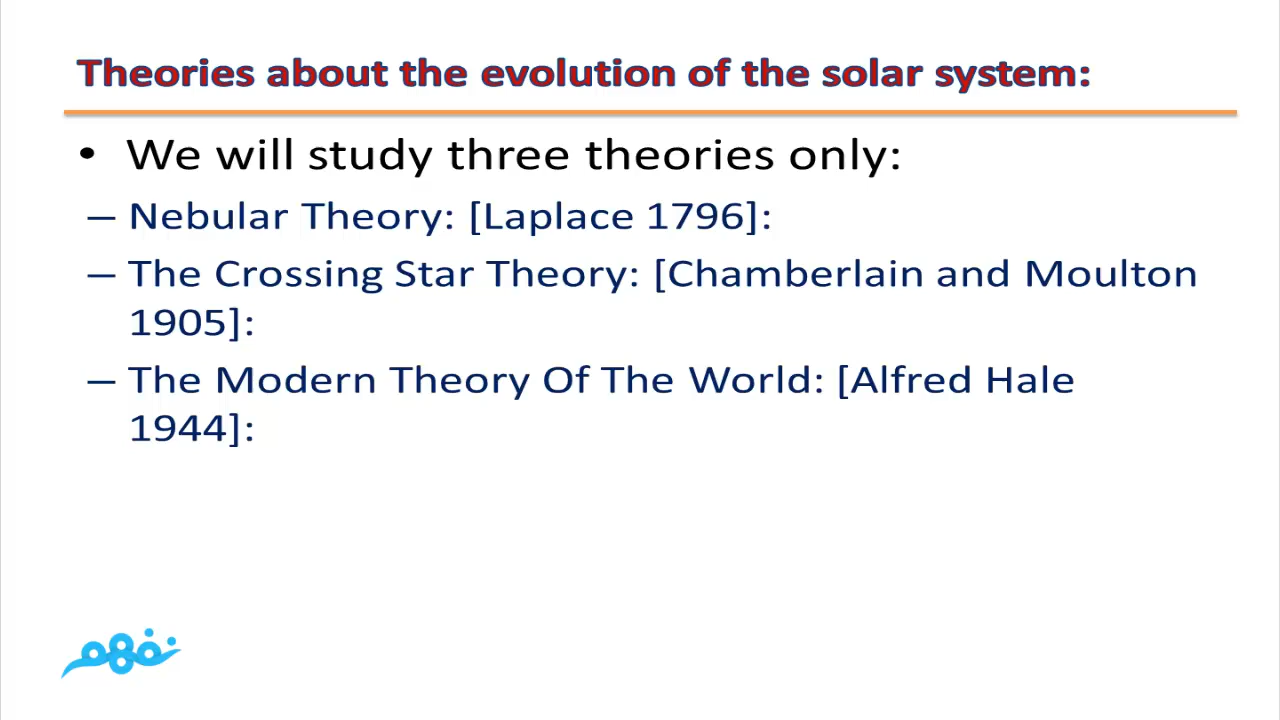 Theories about the evolution of the solar system:
• We will study three theories only:
– Nebular Theory: [Laplace 1796]:
– The Crossing Star Theory: [Chamberlain and Moulton
1905]:
– The Modern Theory Of The World: [Alfred Hale
1944]:
نفهم